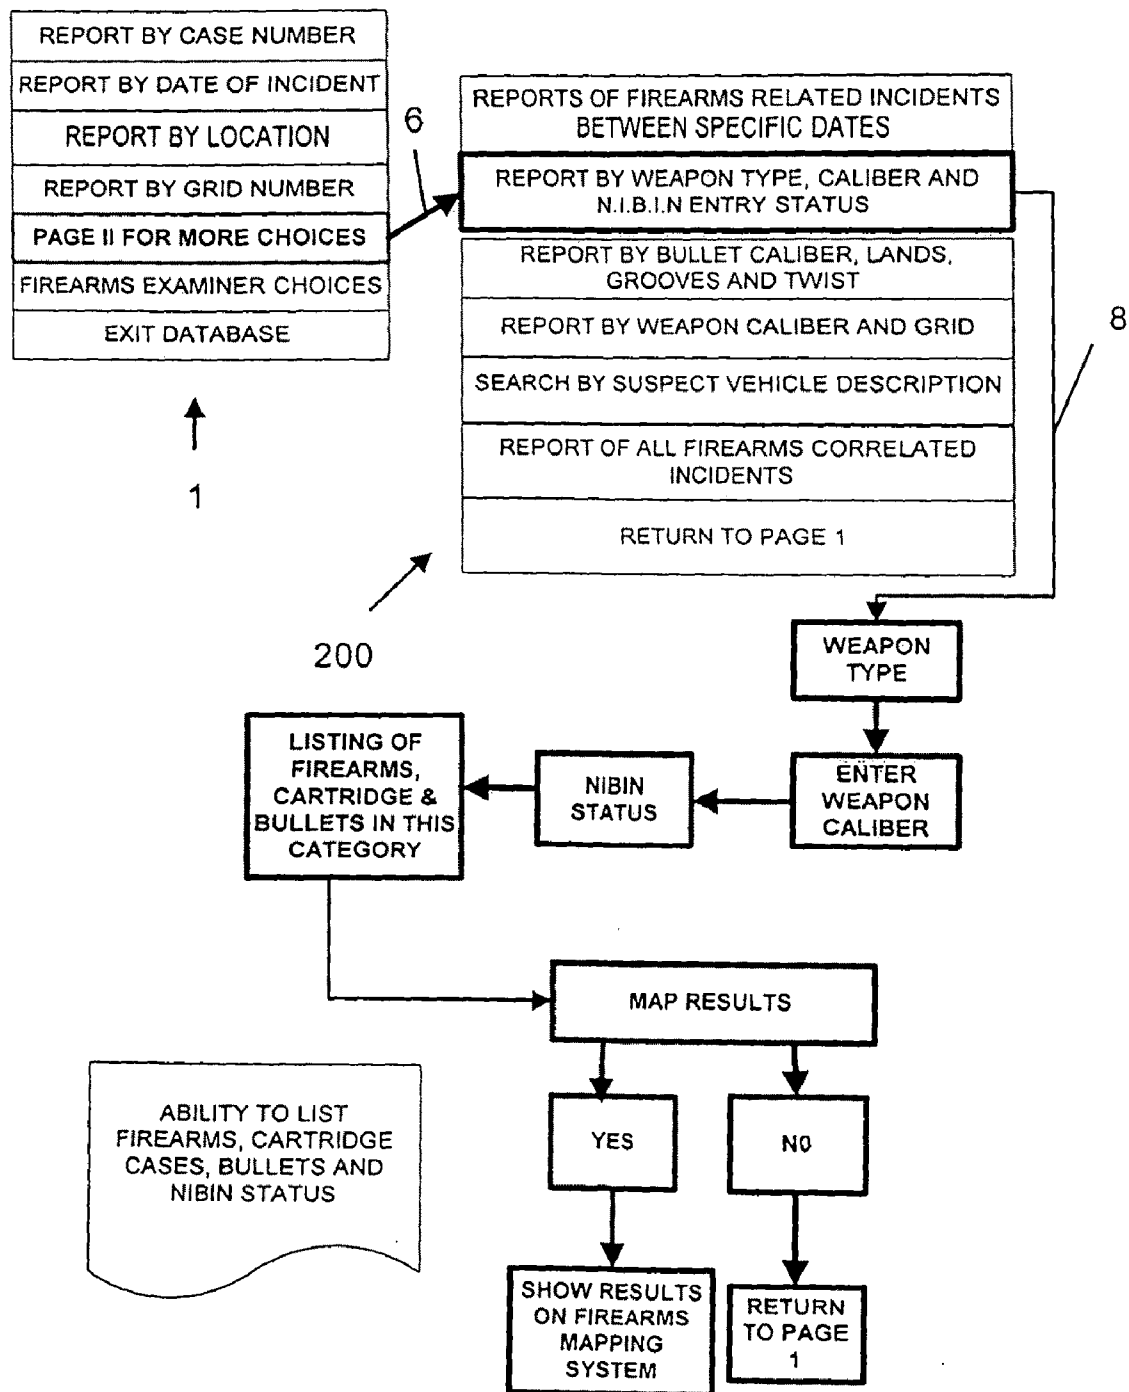 REPORT BY CASE NUMBER
REPORT BY DATE OF INCIDENT
REPORT BY LOCATION
REPORT BY GRID NUMBER
PAGE II FOR MORE CHOICES
FIREARMS EXAMINER CHOICES
EXIT DATABASE
1
6
REPORTS OF FIREARMS RELATED INCIDENTS
BETWEEN SPECIFIC DATES
REPORT BY WEAPON TYPE, CALIBER AND
N.I.B.I.N ENTRY STATUS
REPORT BY BULLET CALIBER, LANDS,
GROOVES AND TWIST
REPORT BY WEAPON CALIBER AND GRID
SEARCH BY SUSPECT VEHICLE DESCRIPTION
REPORT OF ALL FIREARMS CORRELATED
INCIDENTS
RETURN TO PAGE 1
8
200
WEAPON
TYPE
ENTER
WEAPON
CALIBER
NIBIN
STATUS
LISTING OF
FIREARMS,
CARTRIDGE &
BULLETS IN THIS
CATEGORY
MAP RESULTS
YES
N0
SHOW RESULTS
ON FIREARMS
MAPPING
SYSTEM
RETURN
TO PAGE
1
ABILITY TO LIST
FIREARMS, CARTRIDGE
CASES, BULLETS AND
NIBIN STATUS